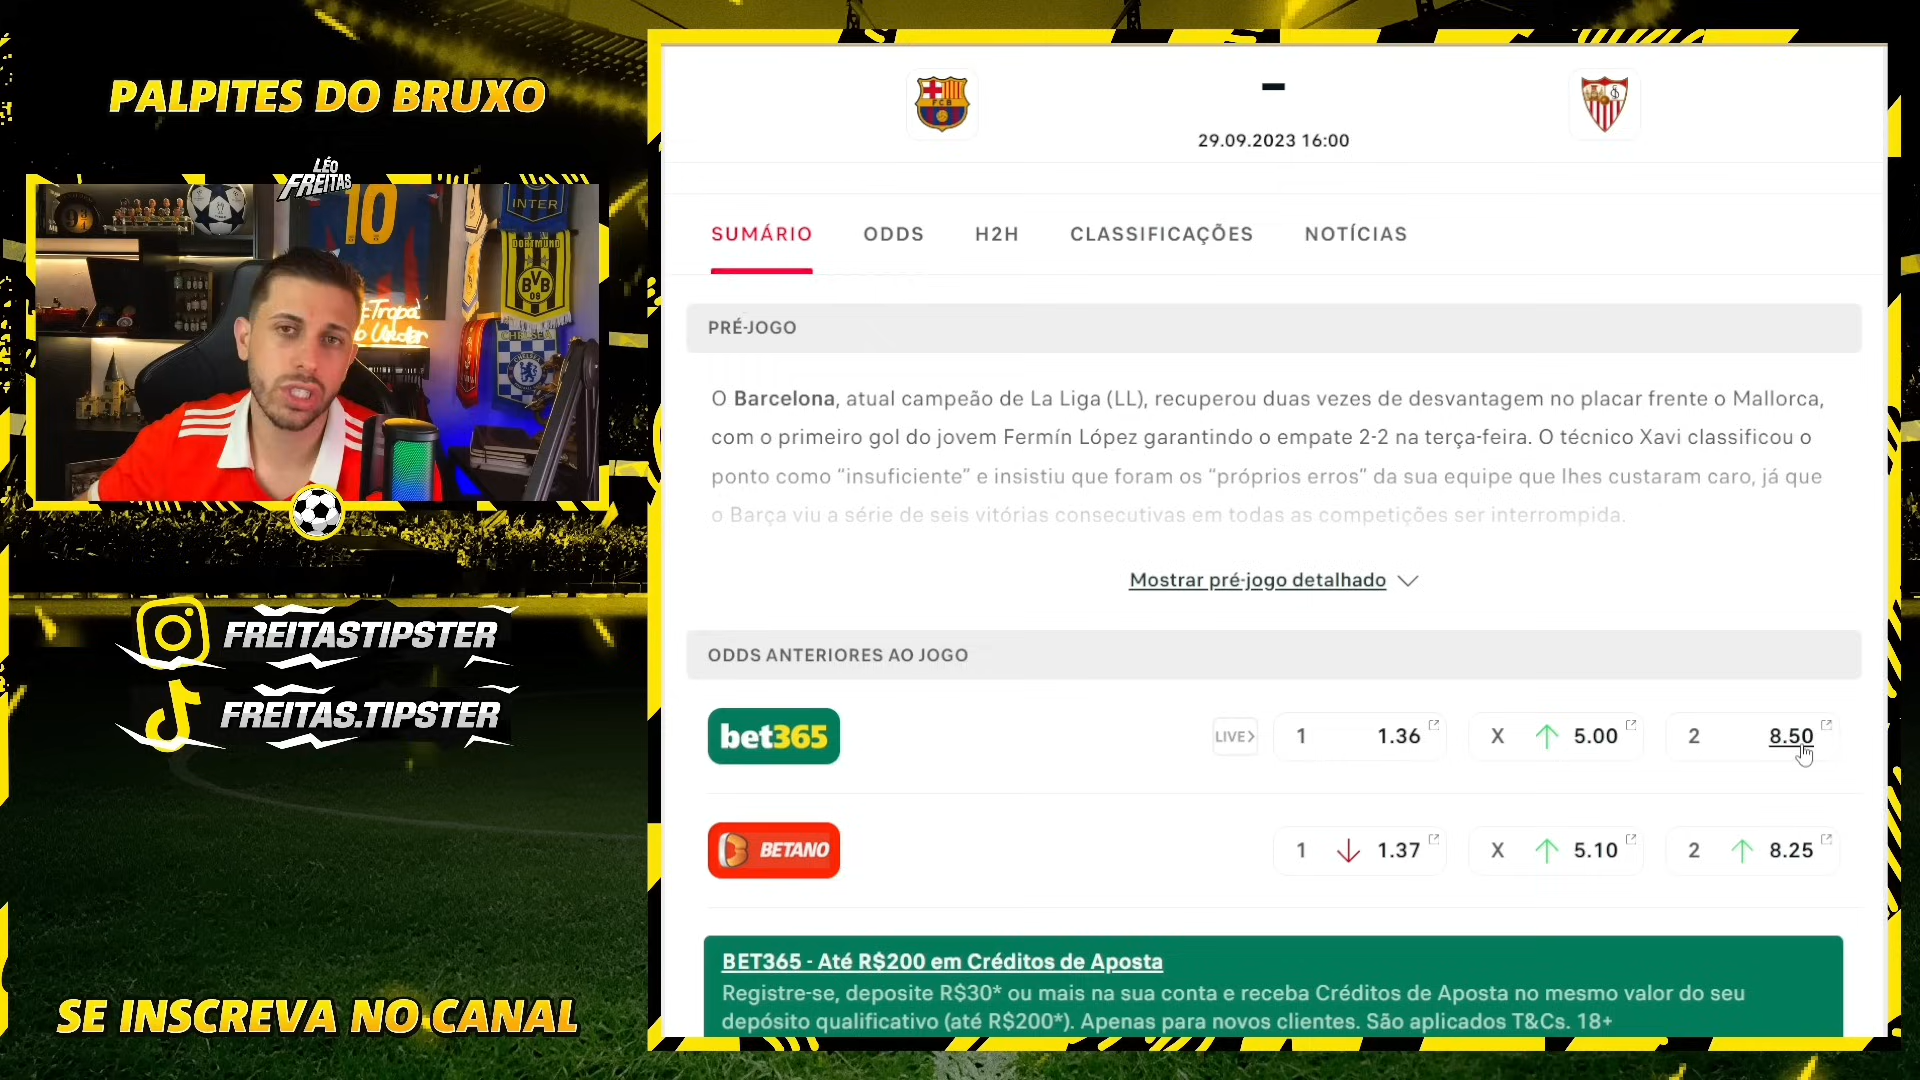 PALPITES DO BRUXO
LÉO
FREITAS
10
INTER
DORTMUND
BVB
09
CHELSEA
FREITASTIPSTER
FREITAS.TIPSTER
SE INSCREVA NO CANAL
FCB
29.09.2023 16:00
SUMÁRIO ODDS H2H CLASSIFICAÇÕES NOTÍCIAS
PRÉ-JOGO
O Barcelona, atual campeão de La Liga (LL), recuperou duas vezes de desvantagem no placar frente o Mallorca,
com o primeiro gol do jovem Fermín López garantindo o empate 2-2 na terça-feira. O técnico Xavi classificou o
ponto como “insuficiente” e insistiu que foram os “próprios erros” da sua equipe que lhes custaram caro, já que
o Barça viu a série de seis vitórias consecutivas em todas as competições ser interrompida.
Mostrar pré-jogo detalhado
ODDS ANTERIORES AO JOGO
bet365 LIVE> 1 1.36 X 5.00 2 8.50
BETANO 1 1.37 X 5.10 2 8.25
BET365 - Até R$200 em Créditos de Aposta
Registre-se, deposite R$30* ou mais na sua conta e receba Créditos de Aposta no mesmo valor do seu
depósito qualificativo (até R$200*). Apenas para novos clientes. São aplicados T&Cs. 18+